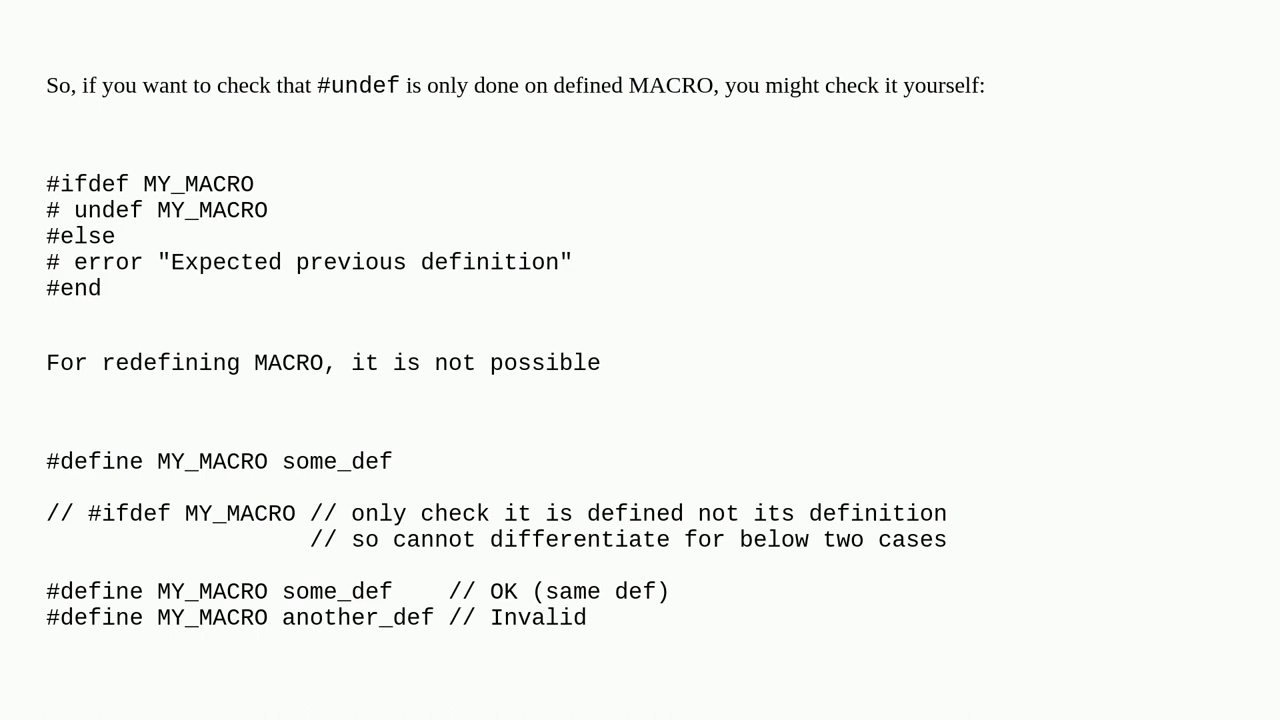 So, if you want to check that #undef is only done on defined MACRO, you might check it yourself:
#ifdef MY_MACRO
# undef MY_MACRO
#else
# error "Expected previous definition"
#end
For redefining MACRO, it is not possible
#define MY_MACRO some_def
// #ifdef MY_MACRO // only check it is defined not its definition
// so cannot differentiate for below two cases
#define MY_MACRO some_def    // OK (same def)
#define MY_MACRO another_def // Invalid